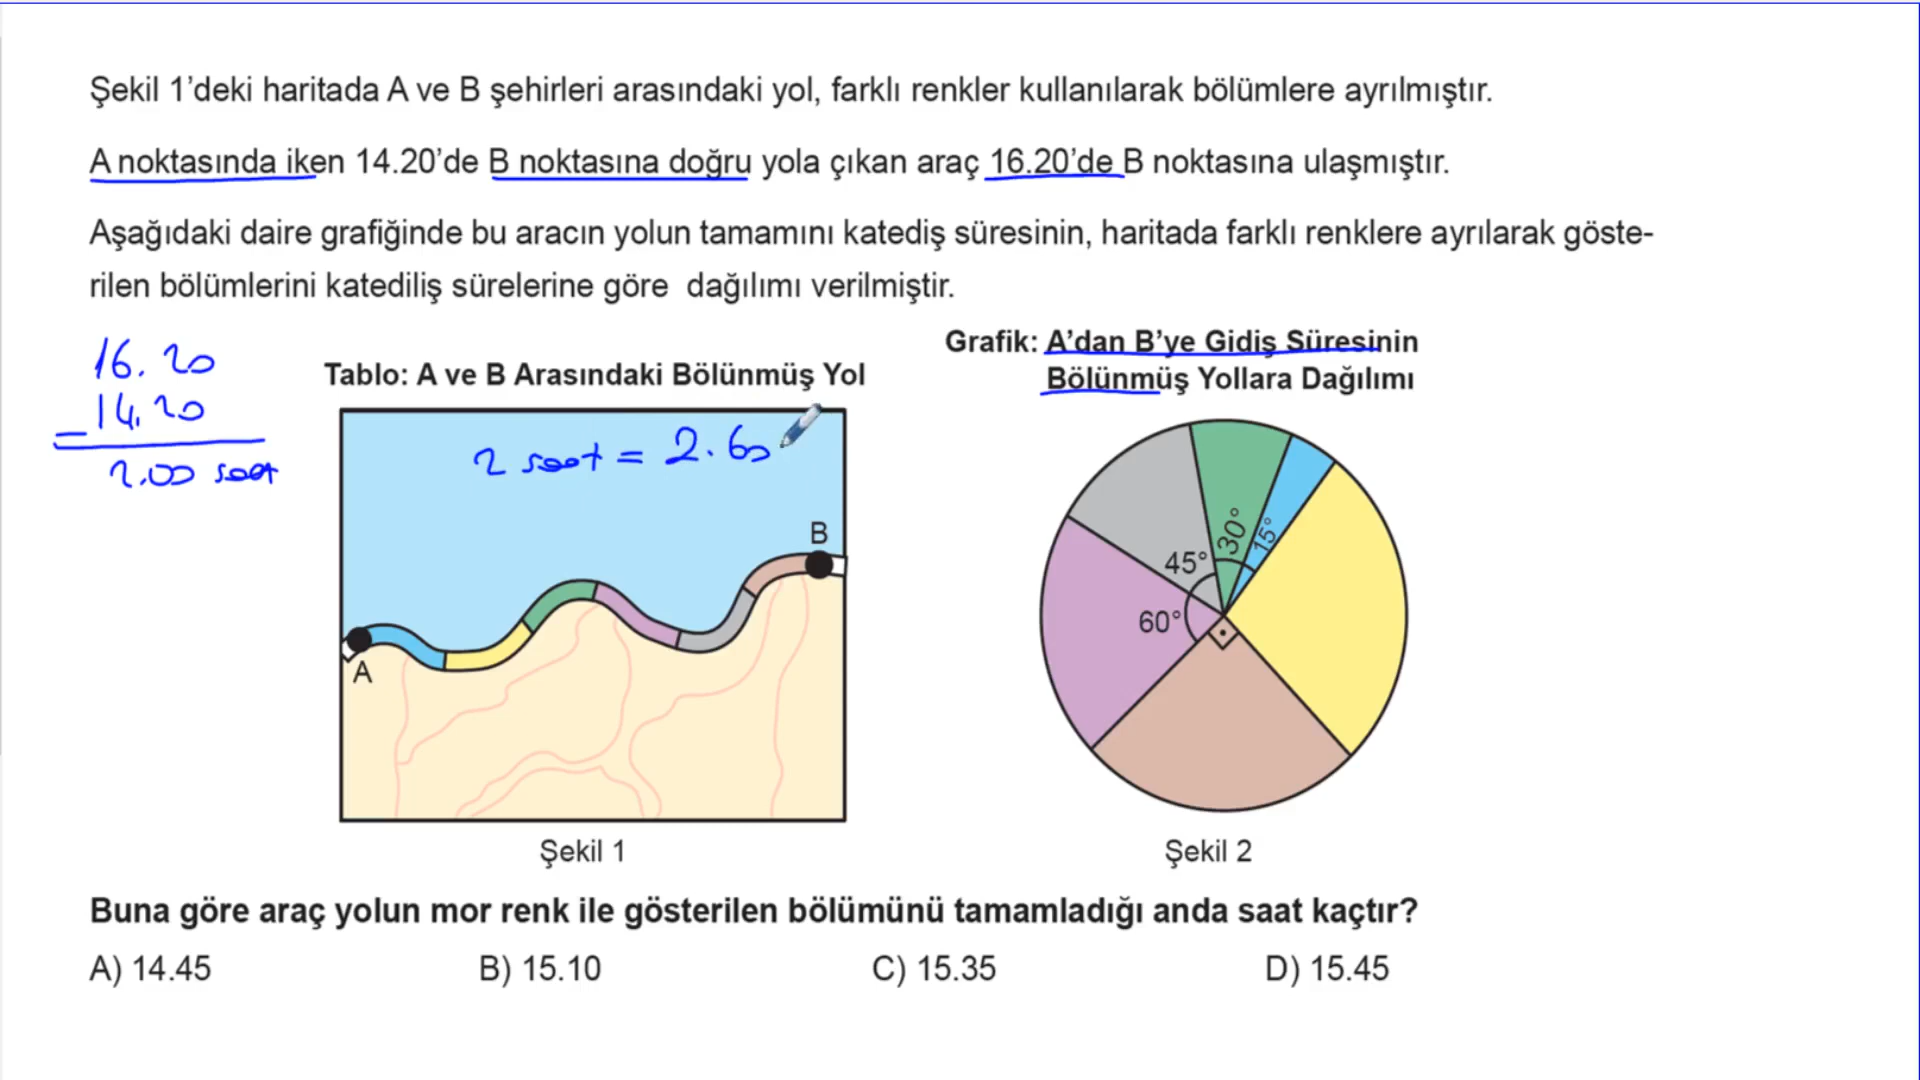 Şekil 1’deki haritada A ve B şehirleri arasındaki yol, farklı renkler kullanılarak bölümlere ayrılmıştır.
A noktasında iken 14.20’de B noktasına doğru yola çıkan araç 16.20’de B noktasına ulaşmıştır.
Aşağıdaki daire grafiğinde bu aracın yolun tamamını katediş süresinin, haritada farklı renklere ayrılarak göste-
rilen bölümlerini katediliş sürelerine göre dağılımı verilmiştir.
16.20
- 14.20
2.00 saat
Tablo: A ve B Arasındaki Bölünmüş Yol
2 saat = 2.60
B
A
Şekil 1
Grafik: A’dan B’ye Gidiş Süresinin
Bölünmüş Yollara Dağılımı
45°
30°
15°
60°
Şekil 2
Buna göre araç yolun mor renk ile gösterilen bölümünü tamamladığı anda saat kaçtır?
A) 14.45
B) 15.10
C) 15.35
D) 15.45